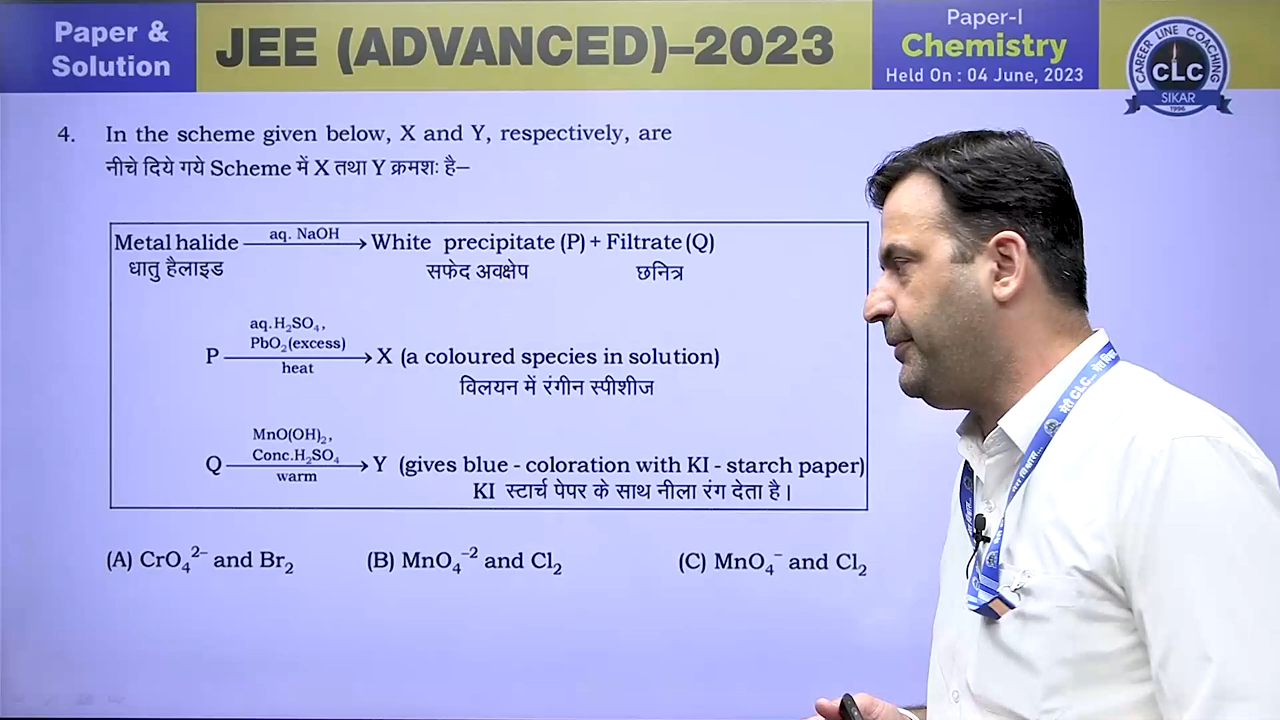 Paper &
Solution
JEE (ADVANCED)–2023
Paper-I
Chemistry
Held On : 04 June, 2023
CAREER LINE COACHING
CLC
SIKAR
1996
4. In the scheme given below, X and Y, respectively, are
नीचे दिये गये Scheme में X तथा Y क्रमशः है–
Metal halide aq. NaOH → White precipitate (P) + Filtrate (Q)
धातु हैलाइड सफेद अवक्षेप छनित्र
aq. H₂SO₄,
PbO₂(excess)
P → X (a coloured species in solution)
heat
विलयन में रंगीन स्पीशीज
MnO(OH)₂,
Conc.H₂SO₄
Q → Y (gives blue - coloration with KI - starch paper)
warm
KI स्टार्च पेपर के साथ नीला रंग देता है।
(A) CrO₄²⁻ and Br₂ (B) MnO₄⁻² and Cl₂ (C) MnO₄⁻ and Cl₂